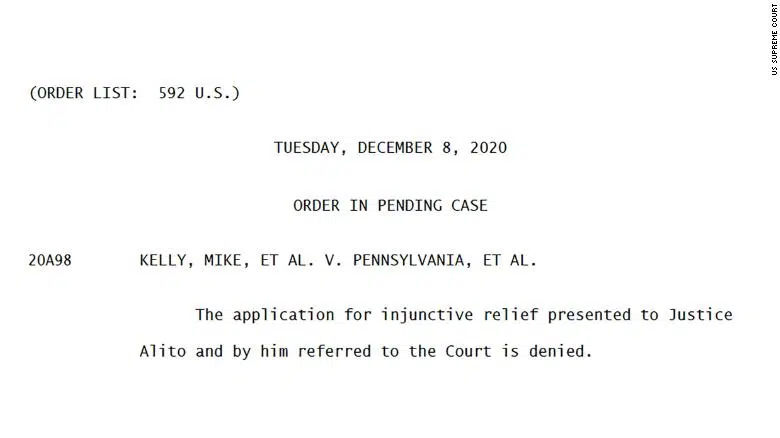 US SUPREME COURT
(ORDER LIST: 592 U.S.)
TUESDAY, DECEMBER 8, 2020
ORDER IN PENDING CASE
20A98 KELLY, MIKE, ET AL. V. PENNSYLVANIA, ET AL.
The application for injunctive relief presented to Justice
Alito and by him referred to the Court is denied.